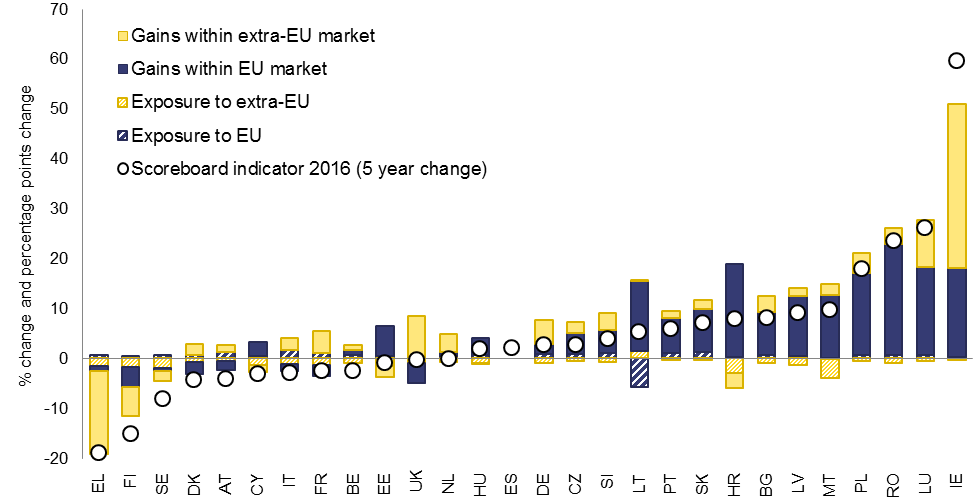 % change and percentage points change
70
60
50
40
30
20
10
0
-10
-20
Gains within extra-EU market
Gains within EU market
Exposure to extra-EU
Exposure to EU
Scoreboard indicator 2016 (5 year change)
EL FI SE DK AT CY IT FR BE EE UK NL HU ES DE CZ SI LT PT SK HR BG LV MT PL RO LU IE